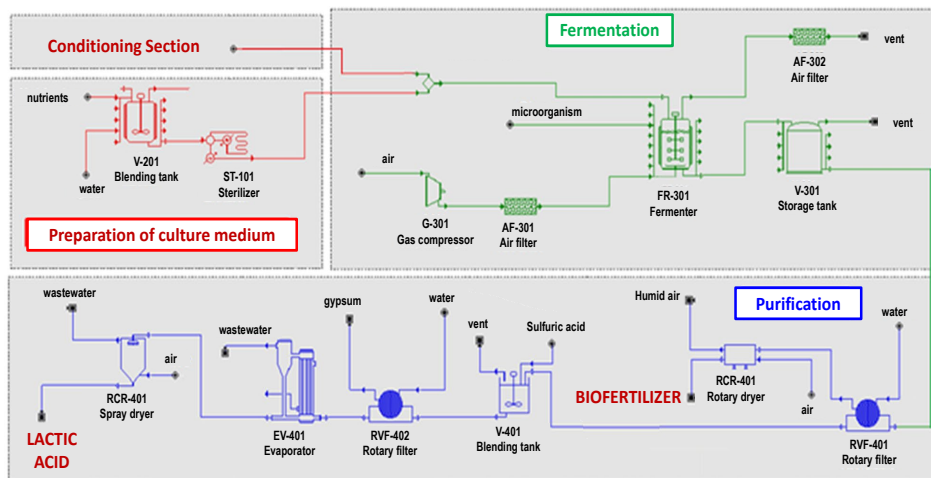 Conditioning Section
nutrients
water
V-201
Blending tank
ST-101
Sterilizer
Preparation of culture medium
Fermentation
AF-302
Air filter
vent
microorganism
air
G-301
Gas compressor
AF-301
Air filter
FR-301
Fermenter
vent
V-301
Storage tank
Purification
wastewater
air
RCR-401
Spray dryer
LACTIC
ACID
wastewater
EV-401
Evaporator
gypsum
water
RVF-402
Rotary filter
vent
Sulfuric acid
V-401
Blending tank
Humid air
RCR-401
Rotary dryer
BIOFERTILIZER
air
water
RVF-401
Rotary filter